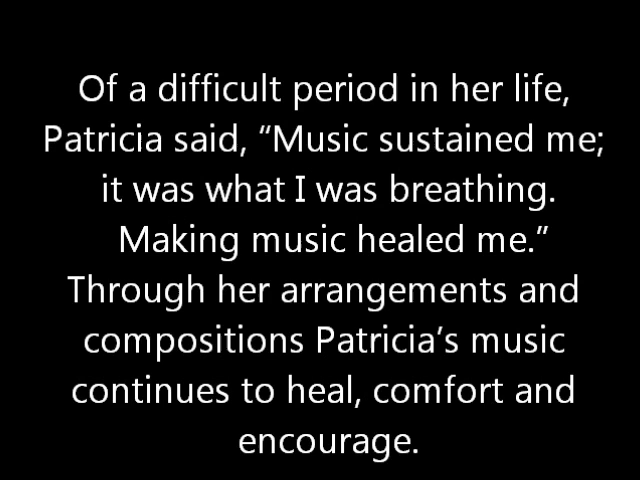 Of a difficult period in her life,
Patricia said, “Music sustained me;
it was what I was breathing.
Making music healed me.”
Through her arrangements and
compositions Patricia’s music
continues to heal, comfort and
encourage.